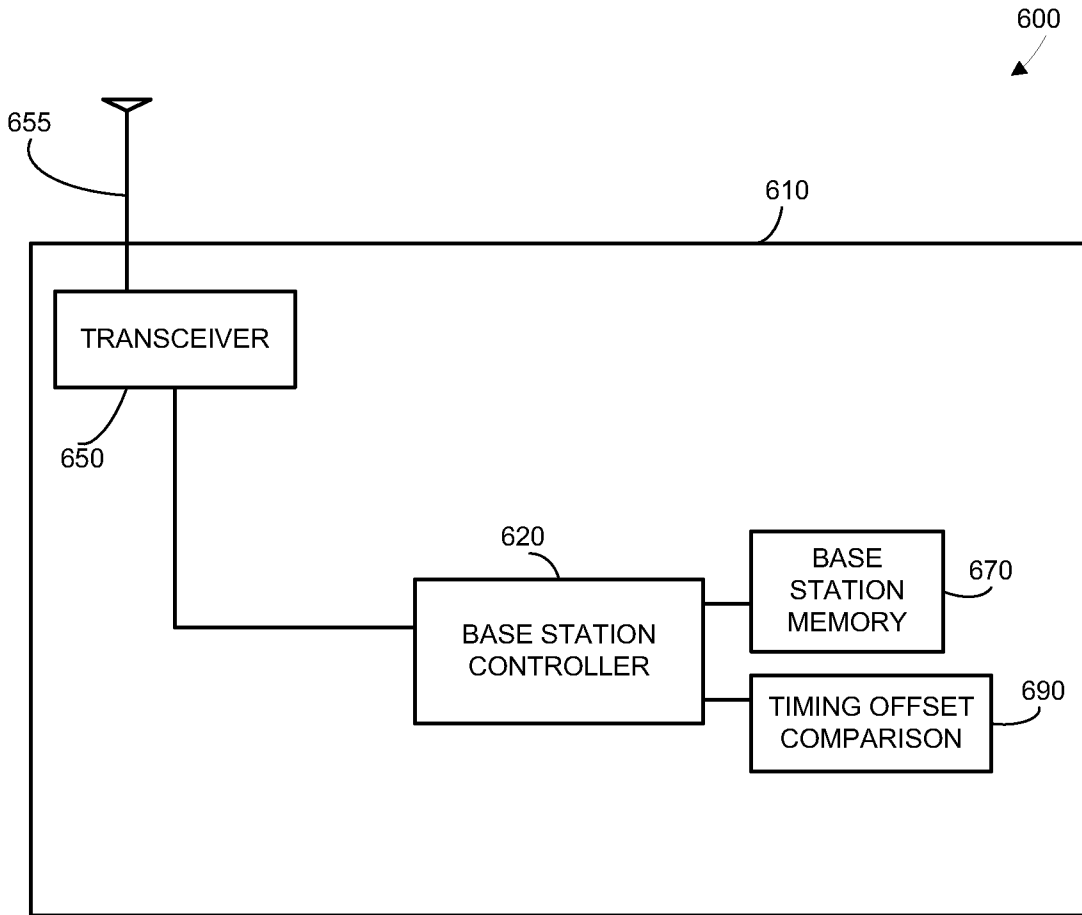 600
655
610
TRANSCEIVER
650
620
BASE
STATION
MEMORY
670
BASE STATION
CONTROLLER
690
TIMING OFFSET
COMPARISON